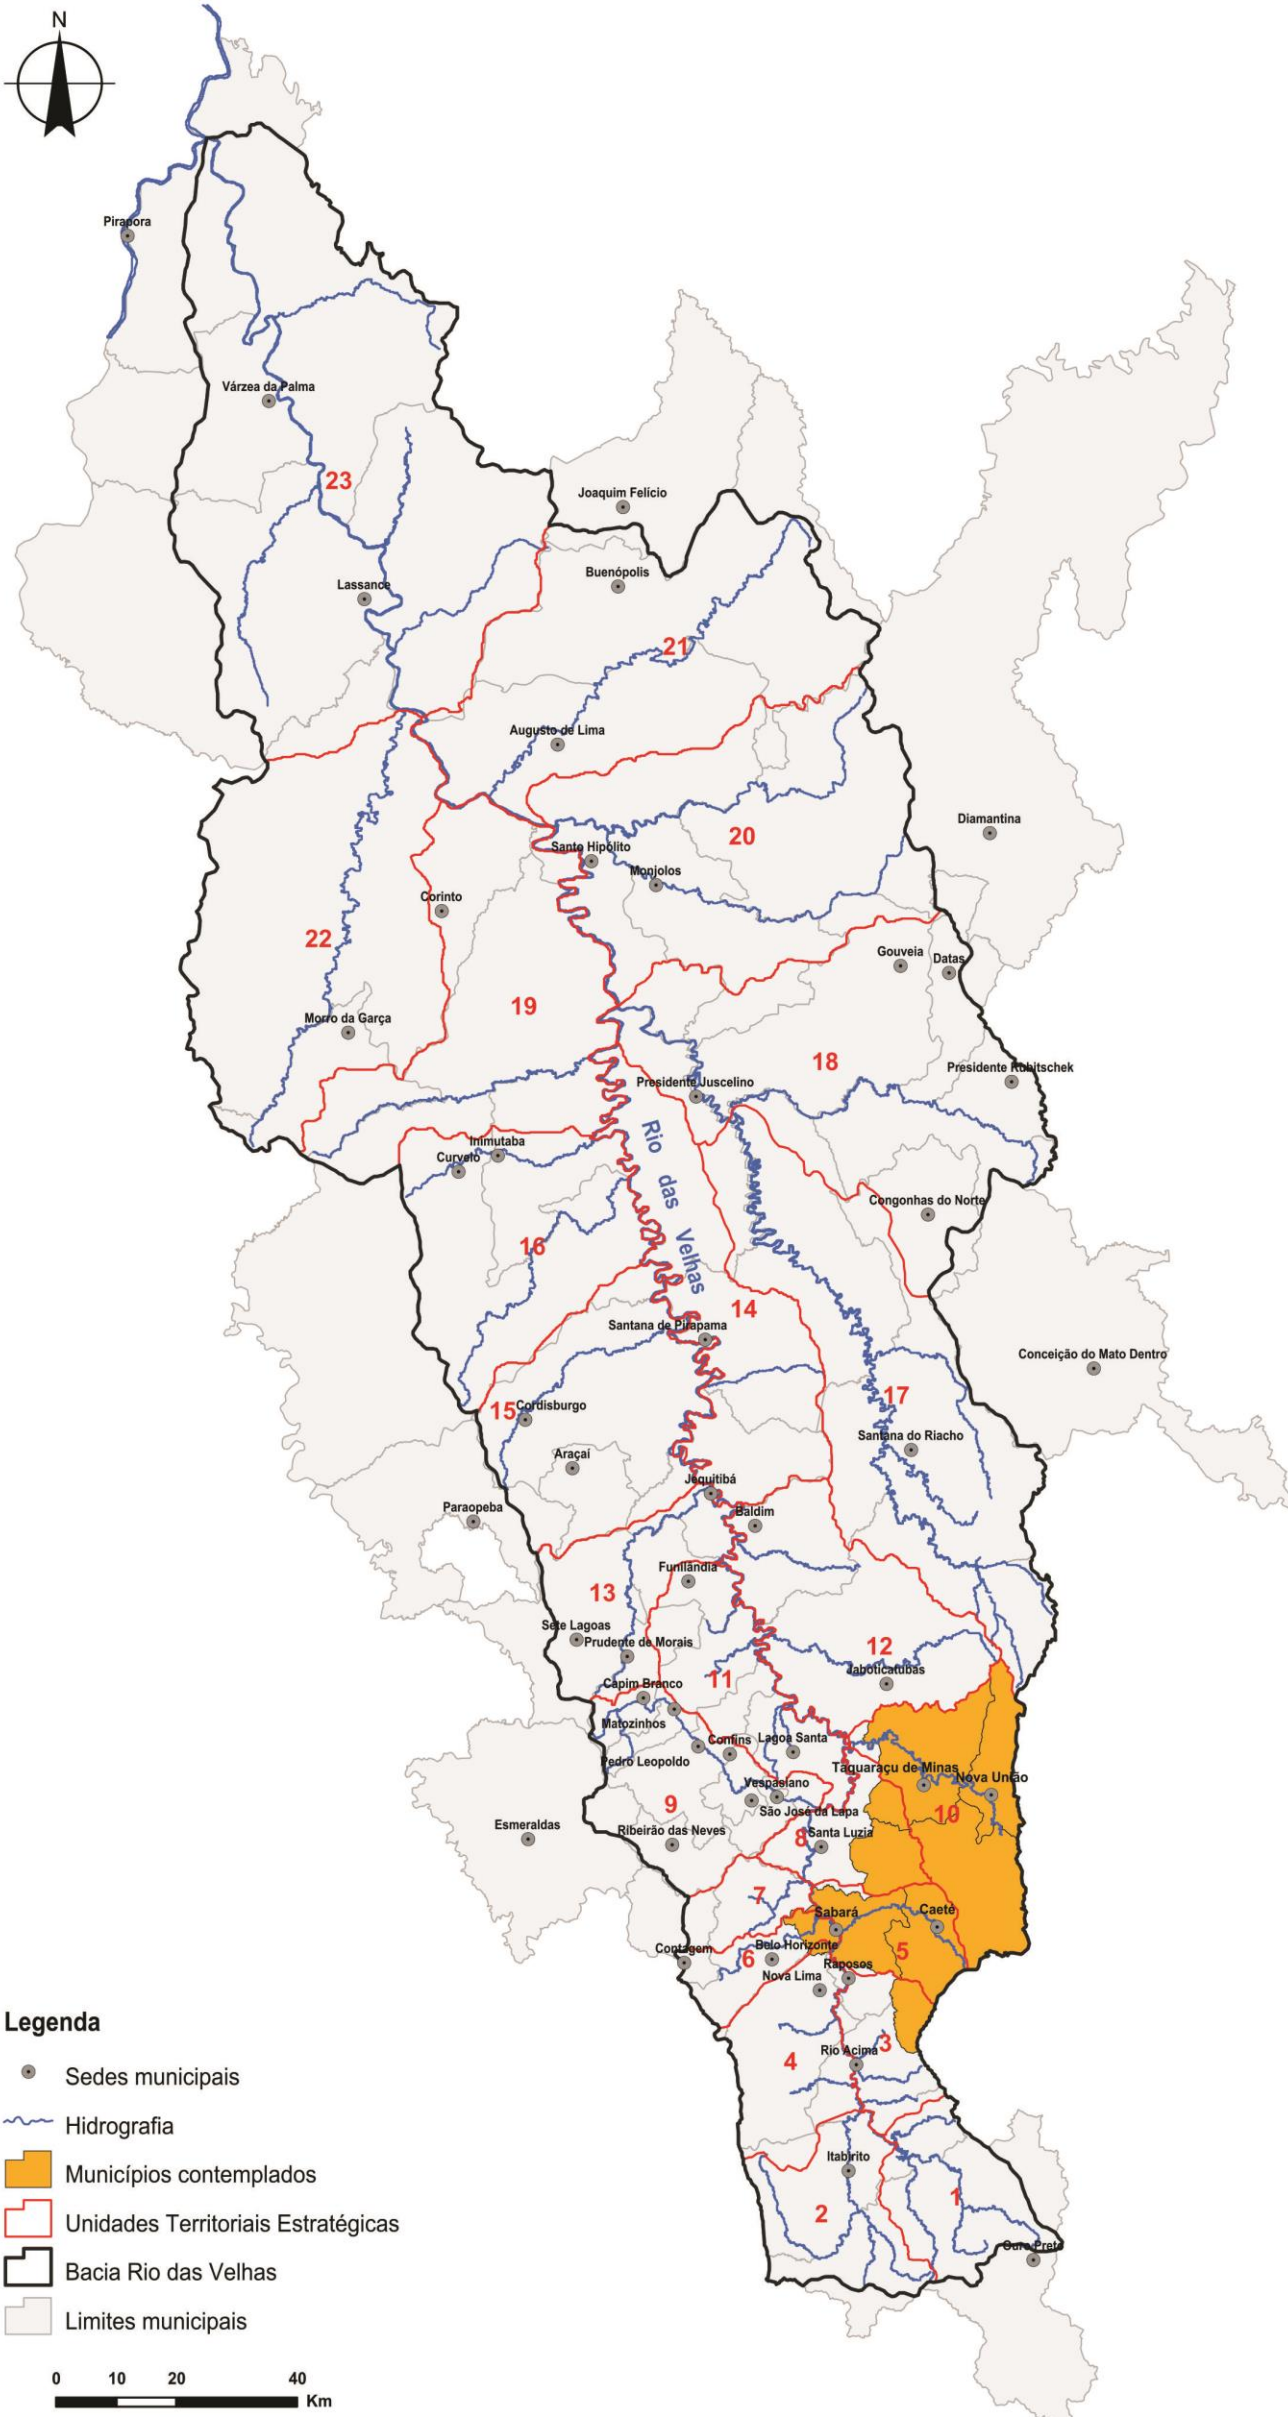 N
Pirapora
Várzea da Palma
23
Joaquim Felício
Buenópolis
Lassance
21
Augusto de Lima
Diamantina
20
Santo Hipólito
Monjolos
Corinto
22
Gouveia
Datas
19
Morro da Garça
18
Presidente Kubitschek
Presidente Juscelino
Rio das Velhas
Inimutaba
Curvelo
Congonhas do Norte
16
14
Santana de Pirapama
Conceição do Mato Dentro
17
15
Cordisburgo
Santana do Riacho
Araçaí
Jequitibá
Paraopeba
Baldim
Funilândia
13
Sete Lagoas
Prudente de Morais
12
Jaboticatubas
11
Capim Branco
Matozinhos
Confins
Lagoa Santa
Pedro Leopoldo
Taquaraçu de Minas
Nova União
Vespasiano
9
São José da Lapa
10
Esmeraldas
Ribeirão das Neves
8
Santa Luzia
7
Sabará
Caeté
Contagem
Belo Horizonte
5
6
Raposos
Nova Lima
3
4
Rio Acima
Itabirito
1
2
Ouro Preto
Legenda
Sedes municipais
Hidrografia
Municípios contemplados
Unidades Territoriais Estratégicas
Bacia Rio das Velhas
Limites municipais
0 10 20 40
Km